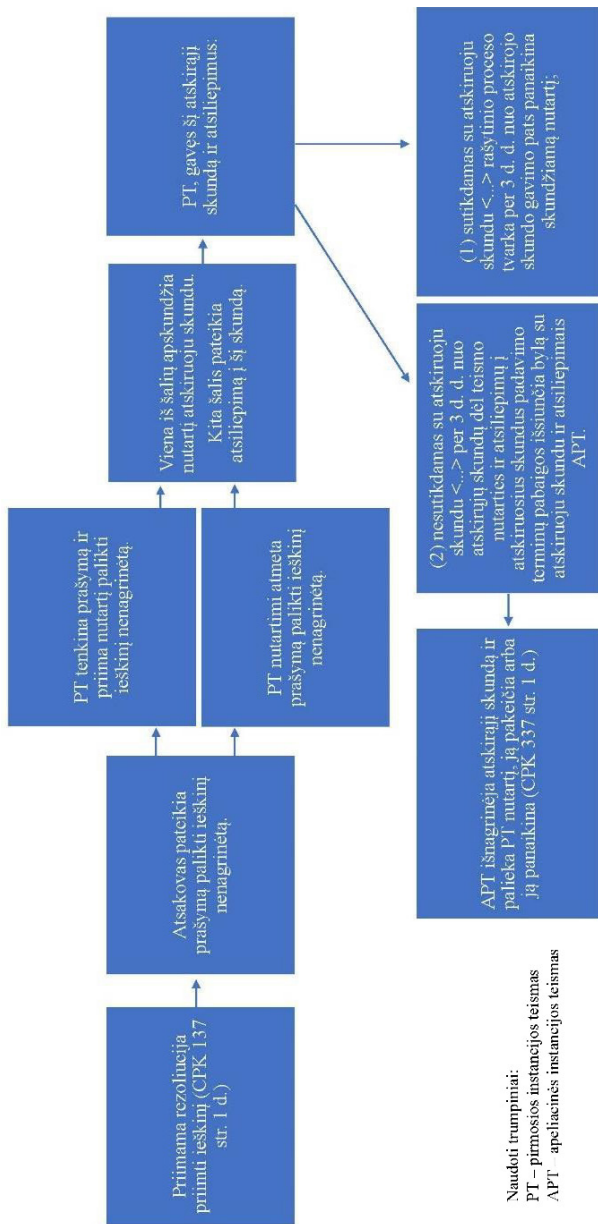 Priimama rezoliucija
priimti ieškinį (CPK 137
str. 1 d.)
Atsakovas pateikia
prašymą palikti ieškinį
nenagrinėtą.
PT tenkina prašymą ir
priima nutartį palikti
ieškinį nenagrinėtą.
PT nutartimi atmeta
prašymą palikti ieškinį
nenagrinėtą.
Viena iš šalių apskundžia
nutartį atskiruoju skundu.
Kita šalis pateikia
atsiliepimą į šį skundą.
PT, gavęs šį atskirąjį
skundą ir atsiliepimus:
(1) sutikdamas su atskiruoju
skundu <...> rašytinio proceso
tvarka per 3 d. d. nuo atskirojo
skundo gavimo pats panaikina
skundžiamą nutartį;
(2) nesutikdamas su atskiruoju
skundu <...> per 3 d. d. nuo
atskirųjų skundų dėl teismo
nutarties ir atsiliepimų į
atskiruosius skundus padavimo
terminų pabaigos išsiunčia bylą su
atskiruoju skundu ir atsiliepimais
APT.
APT išnagrinėja atskirąjį skundą ir
palieka PT nutartį, ją pakeičia arba
ją panaikina (CPK 337 str. 1 d.)
Naudoti trumpiniai:
PT – pirmosios instancijos teismas
APT – apeliacinės instancijos teismas